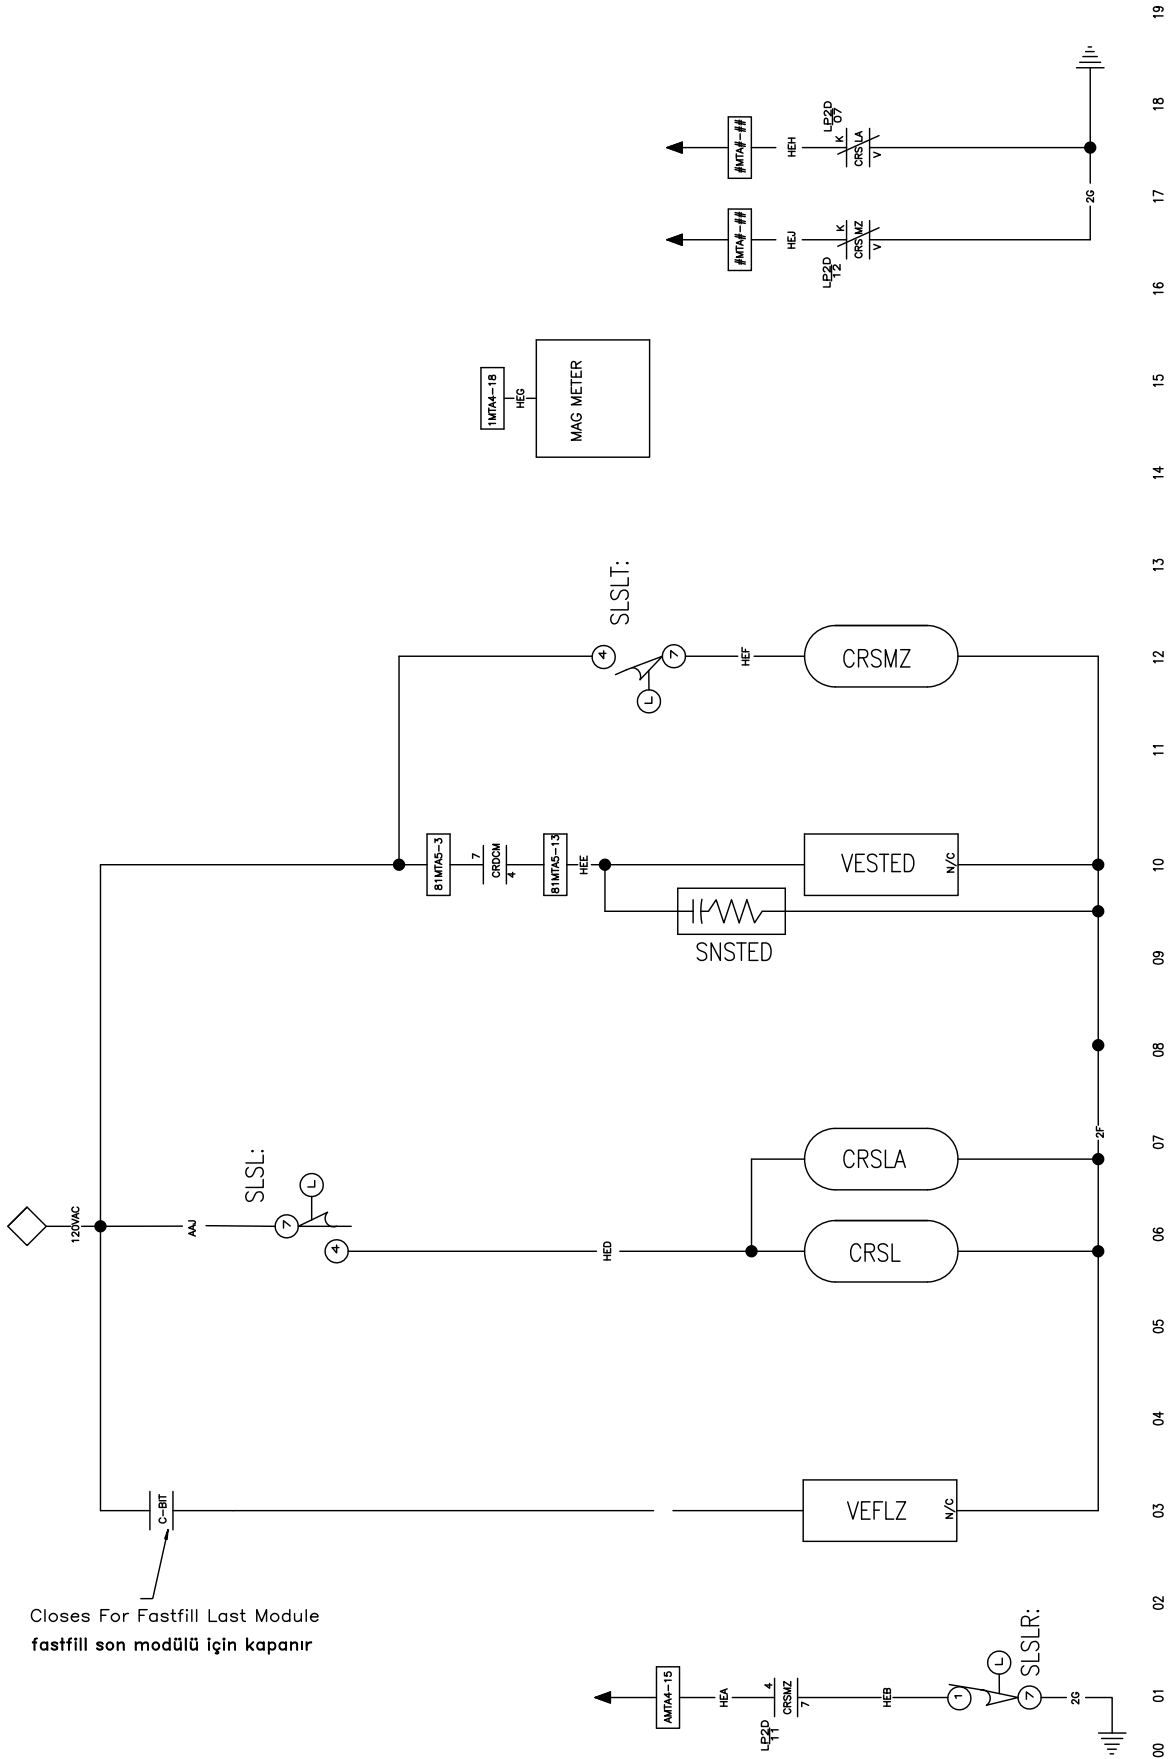 19
18
17
16
15
14
13
12
11
10
09
08
07
06
05
04
03
02
01
00
#MTA#-##
HEH
LP2D
07
K
CRSLA
V
#MTA#-##
HEJ
LP2D
12
K
CRSMZ
V
2G
1MTA4-18
HEG
MAG METER
SLSLT:
4
7
L
HEF
CRSMZ
81MTA5-3
7
CRDCM
4
81MTA5-13
HEE
VESTED
N/C
SNSTED
120VAC
AAJ
SLSL:
7
L
4
HED
CRSLA
CRSL
2F
C-BIT
VEFLZ
N/C
Closes For Fastfill Last Module
fastfill son modülü için kapanır
AMTA4-15
HEA
LP2D
11
4
CRSMZ
7
HEB
1
L
7
SLSLR:
2G